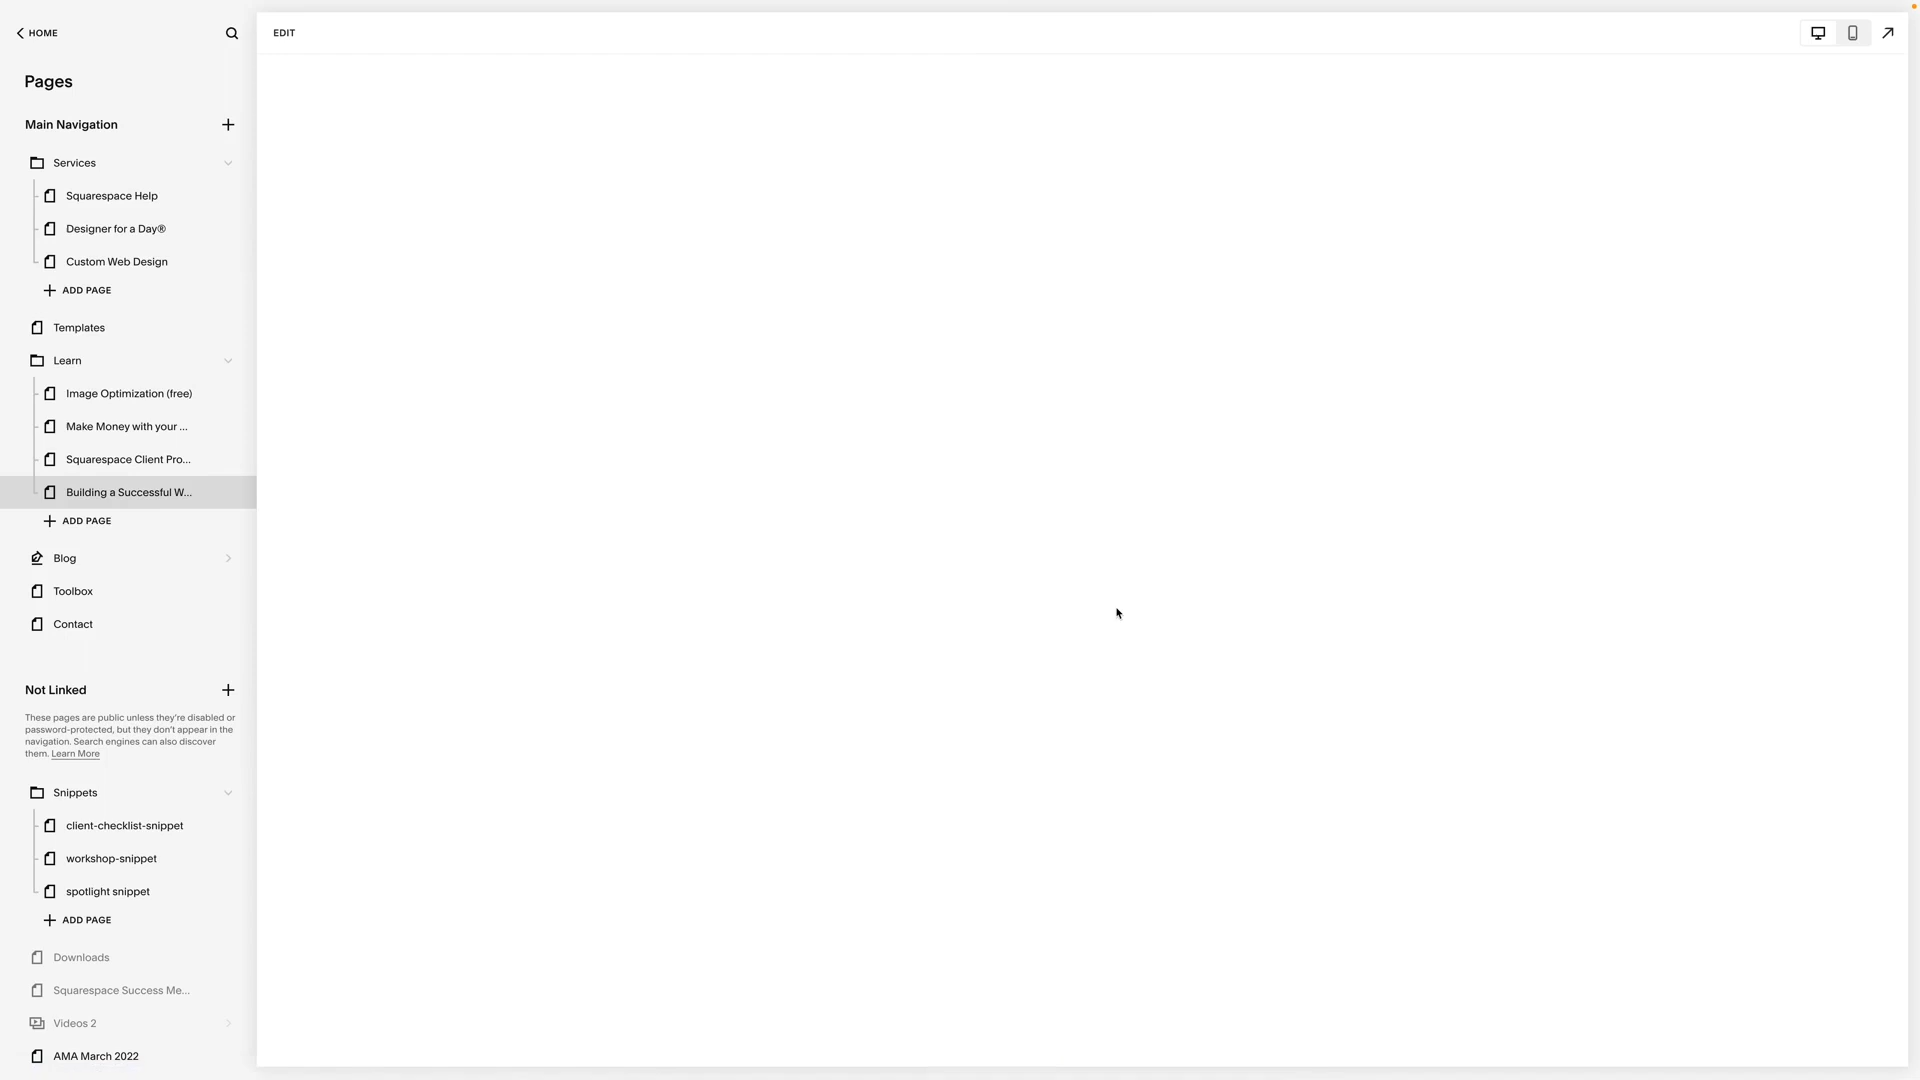 HOME
EDIT
Pages
Main Navigation
Services
Squarespace Help
Designer for a Day®
Custom Web Design
ADD PAGE
Templates
Learn
Image Optimization (free)
Make Money with your ...
Squarespace Client Pro...
Building a Successful W...
ADD PAGE
Blog
Toolbox
Contact
Not Linked
These pages are public unless they're disabled or
password-protected, but they don't appear in the
navigation. Search engines can also discover
them. Learn More
Snippets
client-checklist-snippet
workshop-snippet
spotlight snippet
ADD PAGE
Downloads
Squarespace Success Me...
Videos 2
AMA March 2022